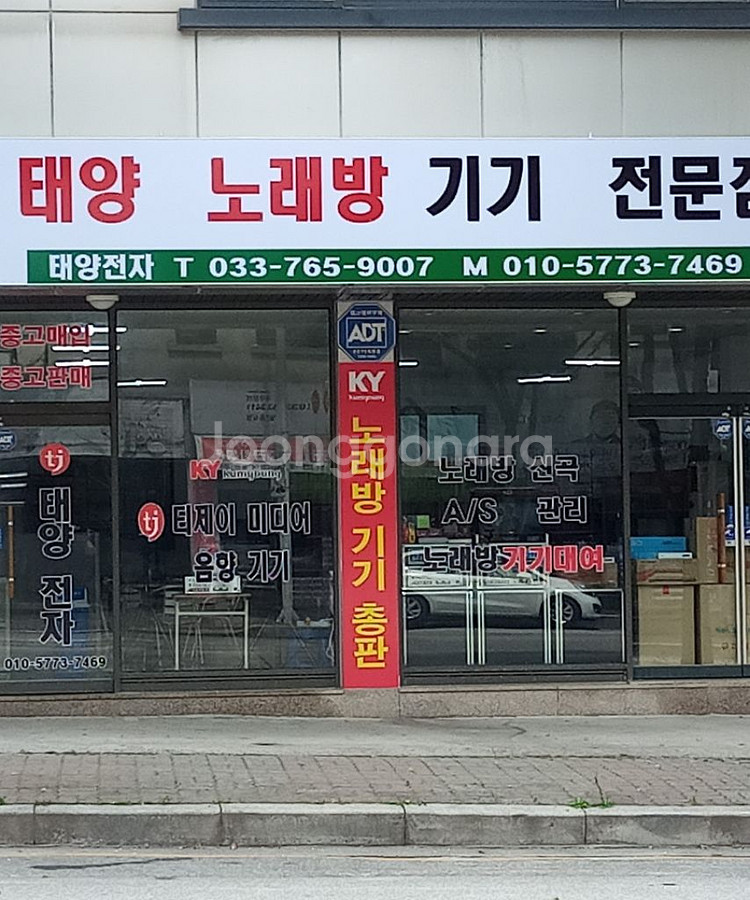 태양 노래방 기기 전문점
태양전자 T 033-765-9007 M 010-5773-7469
중고매입
중고판매
ADT
KY
Kumyoung
노래방 기기 총판
Joonggonara
tj
태양 전자
010-5773-7469
KY
Kumyoung
tj 티제이 미디어
음향 기기
노래방 신곡
A/S 관리
노래방기기대여